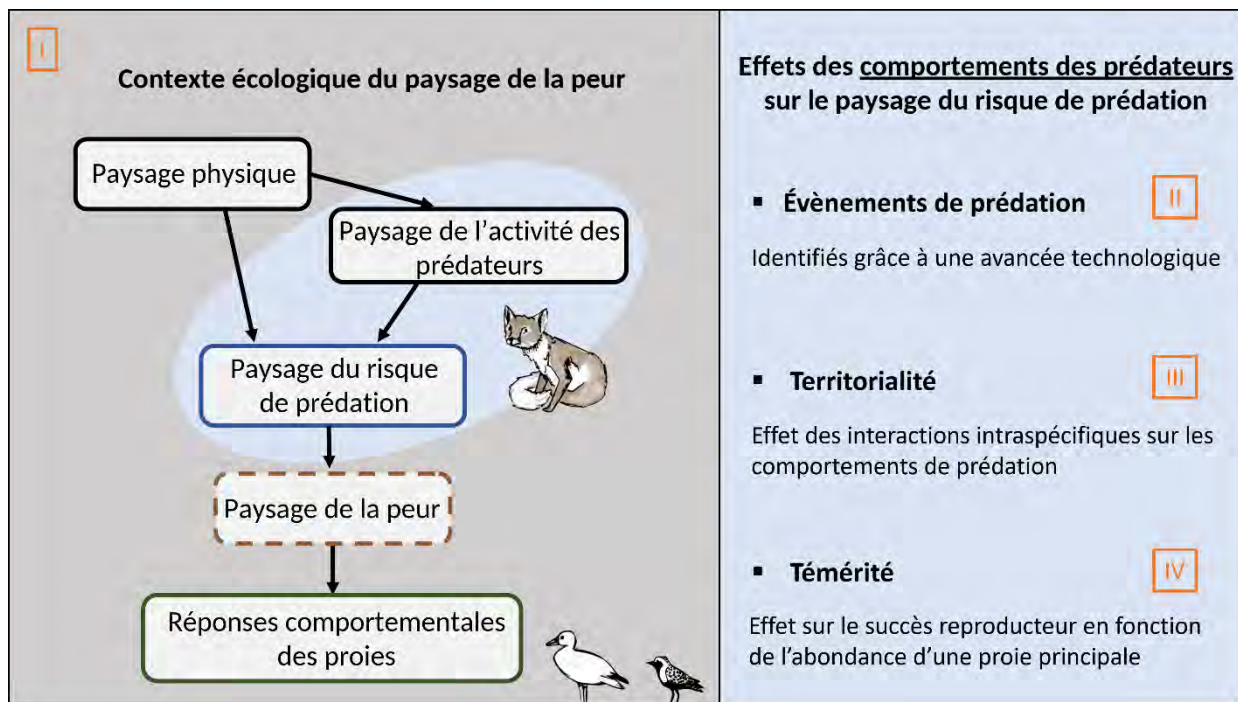 I
Contexte écologique du paysage de la peur
Paysage physique
Paysage de l'activité des
prédateurs
Paysage du risque
de prédation
Paysage de la peur
Réponses comportementales
des proies
Effets des comportements des prédateurs
sur le paysage du risque de prédation
▪ Évènements de prédation
II
Identifiés grâce à une avancée technologique
▪ Territorialité
III
Effet des interactions intraspécifiques sur les
comportements de prédation
▪ Témérité
IV
Effet sur le succès reproducteur en fonction
de l'abondance d'une proie principale